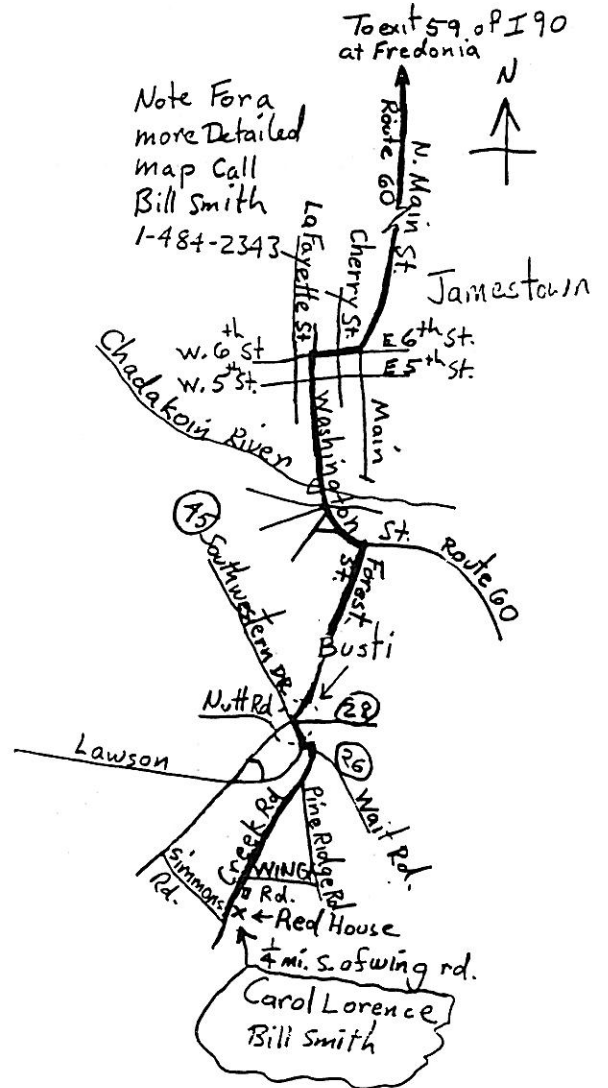 To exit 59 of I 90
at Fredonia
N
Note For a
more Detailed
map Call
Bill Smith
1-484-2343
Route 60
N. Main St.
LaFayette St.
Cherry St.
Jamestown
W. 6th St
E 6th St.
W. 5th St.
E 5th St.
Chadakoin River
Washington
St.
Main
Route 60
45
Southwestern DR.
Forest
St.
Busti
Nutt Rd.
28
Lawson
26
Wait Rd.
Creek Rd
Pine Ridge Rd
WING
Rd.
Simmons
Rd.
X ← Red House
1/4 mi. s. of wing rd.
Carol Lorence
Bill Smith